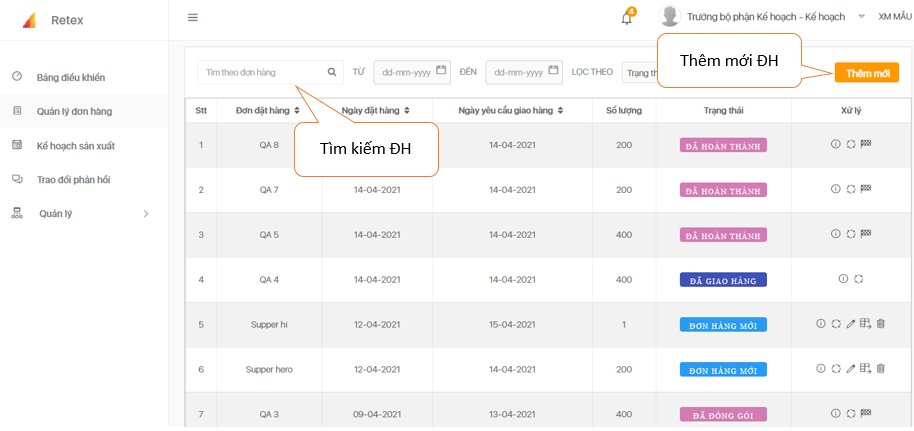 Retex
4
Trưởng bộ phận Kế hoạch - Kế hoạch
XM MẪU
Bảng điều khiển
Quản lý đơn hàng
Kế hoạch sản xuất
Trao đổi phản hồi
Quản lý
Tìm theo đơn hàng
TỪ
dd-mm-yyyy
ĐẾN
dd-mm-yyyy
LỌC THEO
Thêm mới ĐH
Thêm mới
Tìm kiếm ĐH
Stt Đơn đặt hàng Ngày đặt hàng Ngày yêu cầu giao hàng Số lượng Trạng thái Xử lý
1 QA 8 14-04-2021 200 ĐÃ HOÀN THÀNH
2 QA 7 14-04-2021 14-04-2021 200 ĐÃ HOÀN THÀNH
3 QA 5 14-04-2021 14-04-2021 400 ĐÃ HOÀN THÀNH
4 QA 4 14-04-2021 14-04-2021 400 ĐÃ GIAO HÀNG
5 Supper hi 12-04-2021 15-04-2021 1 ĐƠN HÀNG MỚI
6 Supper hero 12-04-2021 14-04-2021 200 ĐƠN HÀNG MỚI
7 QA 3 09-04-2021 13-04-2021 400 ĐÃ ĐÓNG GÓI